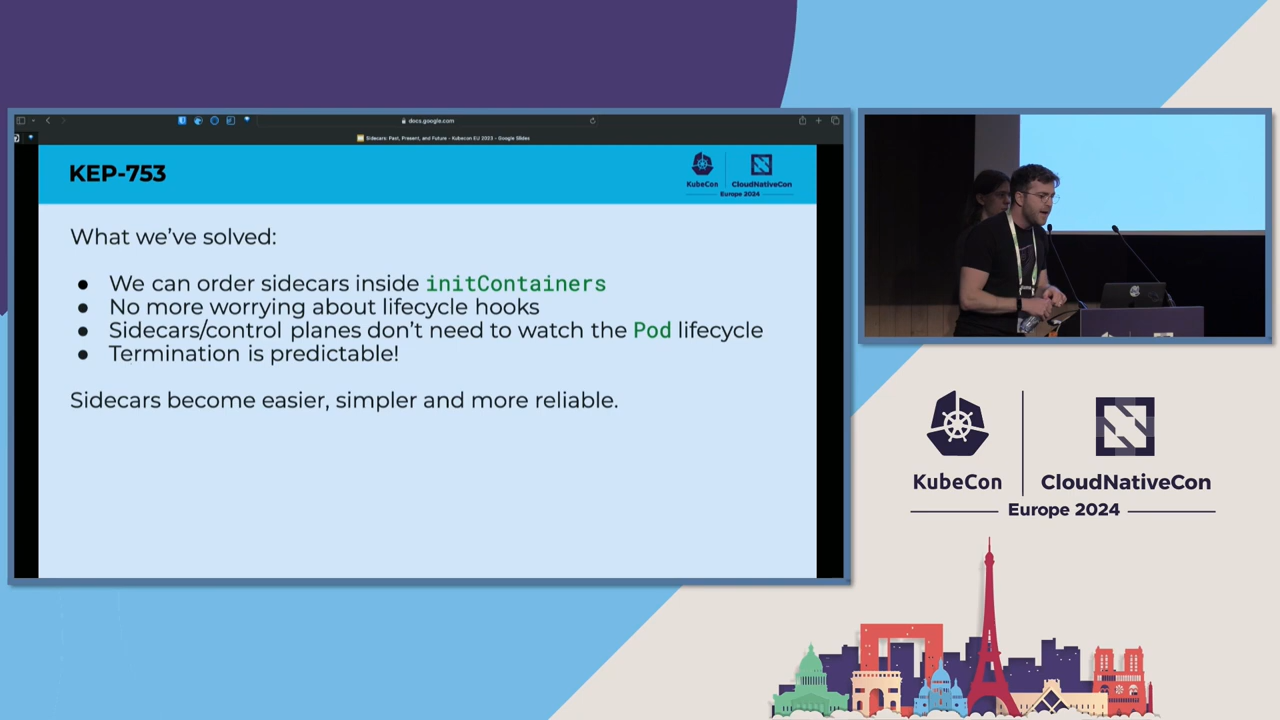 docs.google.com
Sidecars: Past, Present, and Future - Kubecon EU 2023 - Google Slides
KEP-753
KubeCon
CloudNativeCon
Europe 2024
What we've solved:
● We can order sidecars inside initContainers
● No more worrying about lifecycle hooks
● Sidecars/control planes don't need to watch the Pod lifecycle
● Termination is predictable!
Sidecars become easier, simpler and more reliable.
KubeCon
CloudNativeCon
Europe 2024